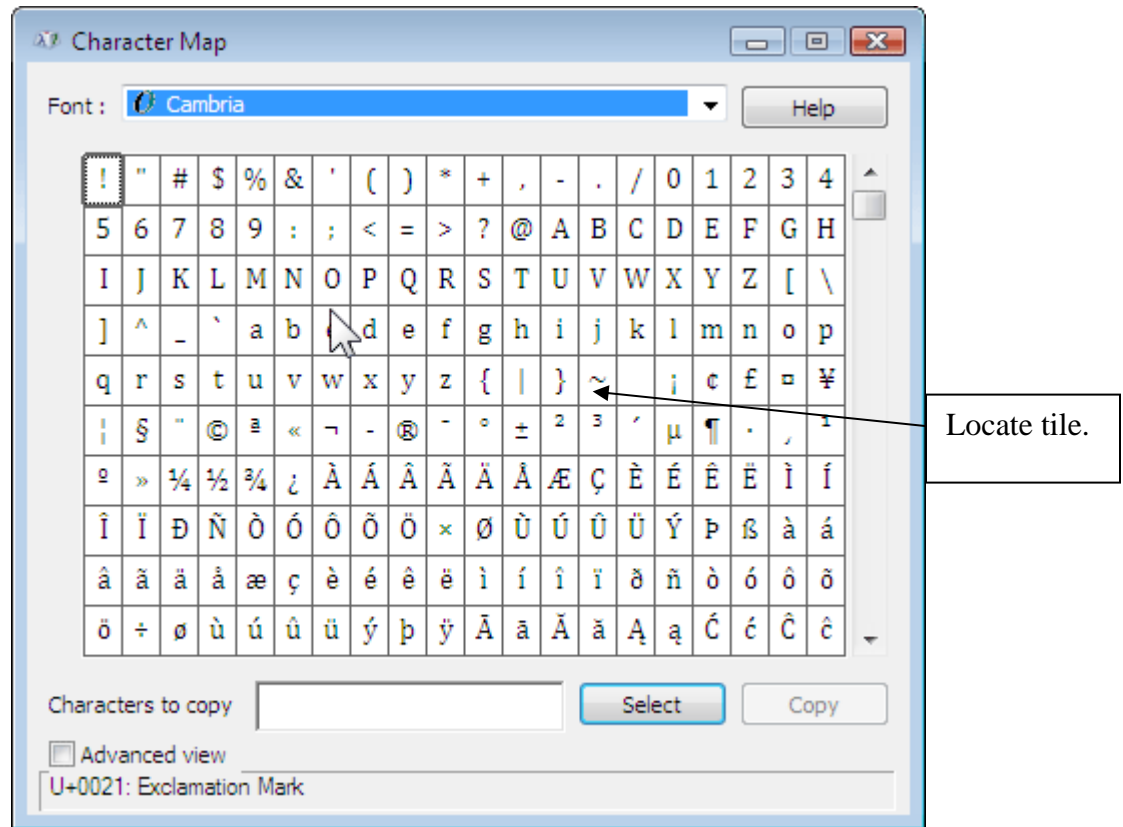 Character Map
Font : Cambria Help
! " # $ % & ' ( ) * + , - . / 0 1 2 3 4
5 6 7 8 9 : ; < = > ? @ A B C D E F G H
I J K L M N O P Q R S T U V W X Y Z [ \
] ^ _ ` a b c d e f g h i j k l m n o p
q r s t u v w x y z { | } ~ ¡ ¢ £ ¤ ¥
¦ § ¨ © ª « ¬ - ® ¯ ° ± ² ³ ´ µ ¶ · ¸ ¹
º » ¼ ½ ¾ ¿ À Á Â Ã Ä Å Æ Ç È É Ê Ë Ì Í
Î Ï Ð Ñ Ò Ó Ô Õ Ö × Ø Ù Ú Û Ü Ý Þ ß à á
â ã ä å æ ç è é ê ë ì í î ï ð ñ ò ó ô õ
ö ÷ ø ù ú û ü ý þ ÿ Ā ā Ă ă Ą ą Ć ć Ĉ ĉ
Locate tile.
Characters to copy Select Copy
Advanced view
U+0021: Exclamation Mark